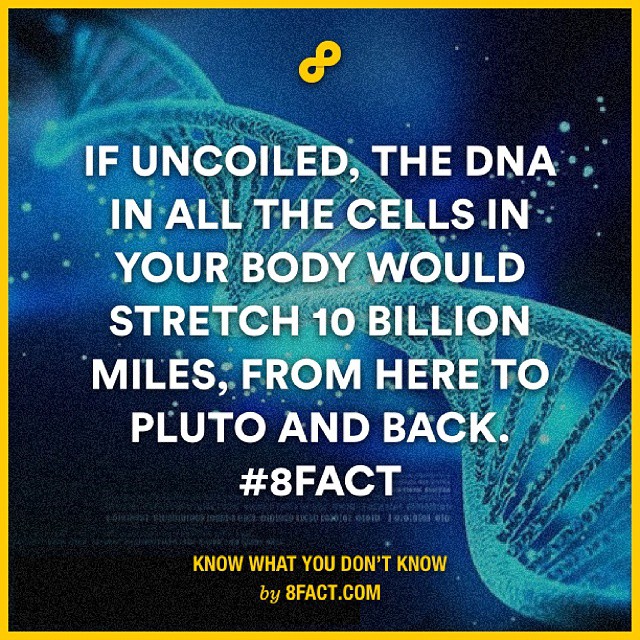 IF UNCOILED, THE DNA
IN ALL THE CELLS IN
YOUR BODY WOULD
STRETCH 10 BILLION
MILES, FROM HERE TO
PLUTO AND BACK.
#8FACT
KNOW WHAT YOU DON'T KNOW
by 8FACT.COM